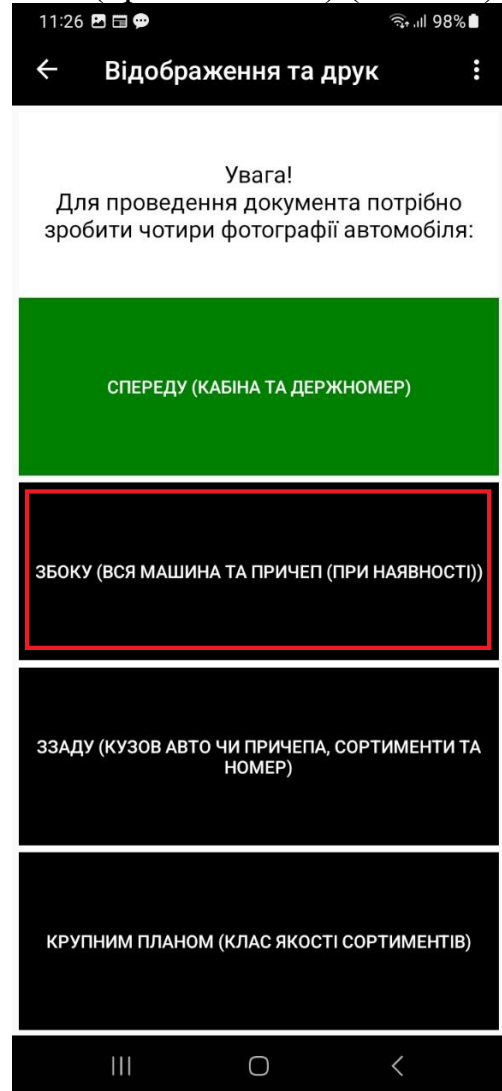 11:26 98%
Відображення та друк
Увага!
Для проведення документа потрібно
зробити чотири фотографії автомобіля:
СПЕРЕДУ (КАБІНА ТА ДЕРЖНОМЕР)
ЗБОКУ (ВСЯ МАШИНА ТА ПРИЧЕП (ПРИ НАЯВНОСТІ))
ЗЗАДУ (КУЗОВ АВТО ЧИ ПРИЧЕПА, СОРТИМЕНТИ ТА
НОМЕР)
КРУПНИМ ПЛАНОМ (КЛАС ЯКОСТІ СОРТИМЕНТІВ)